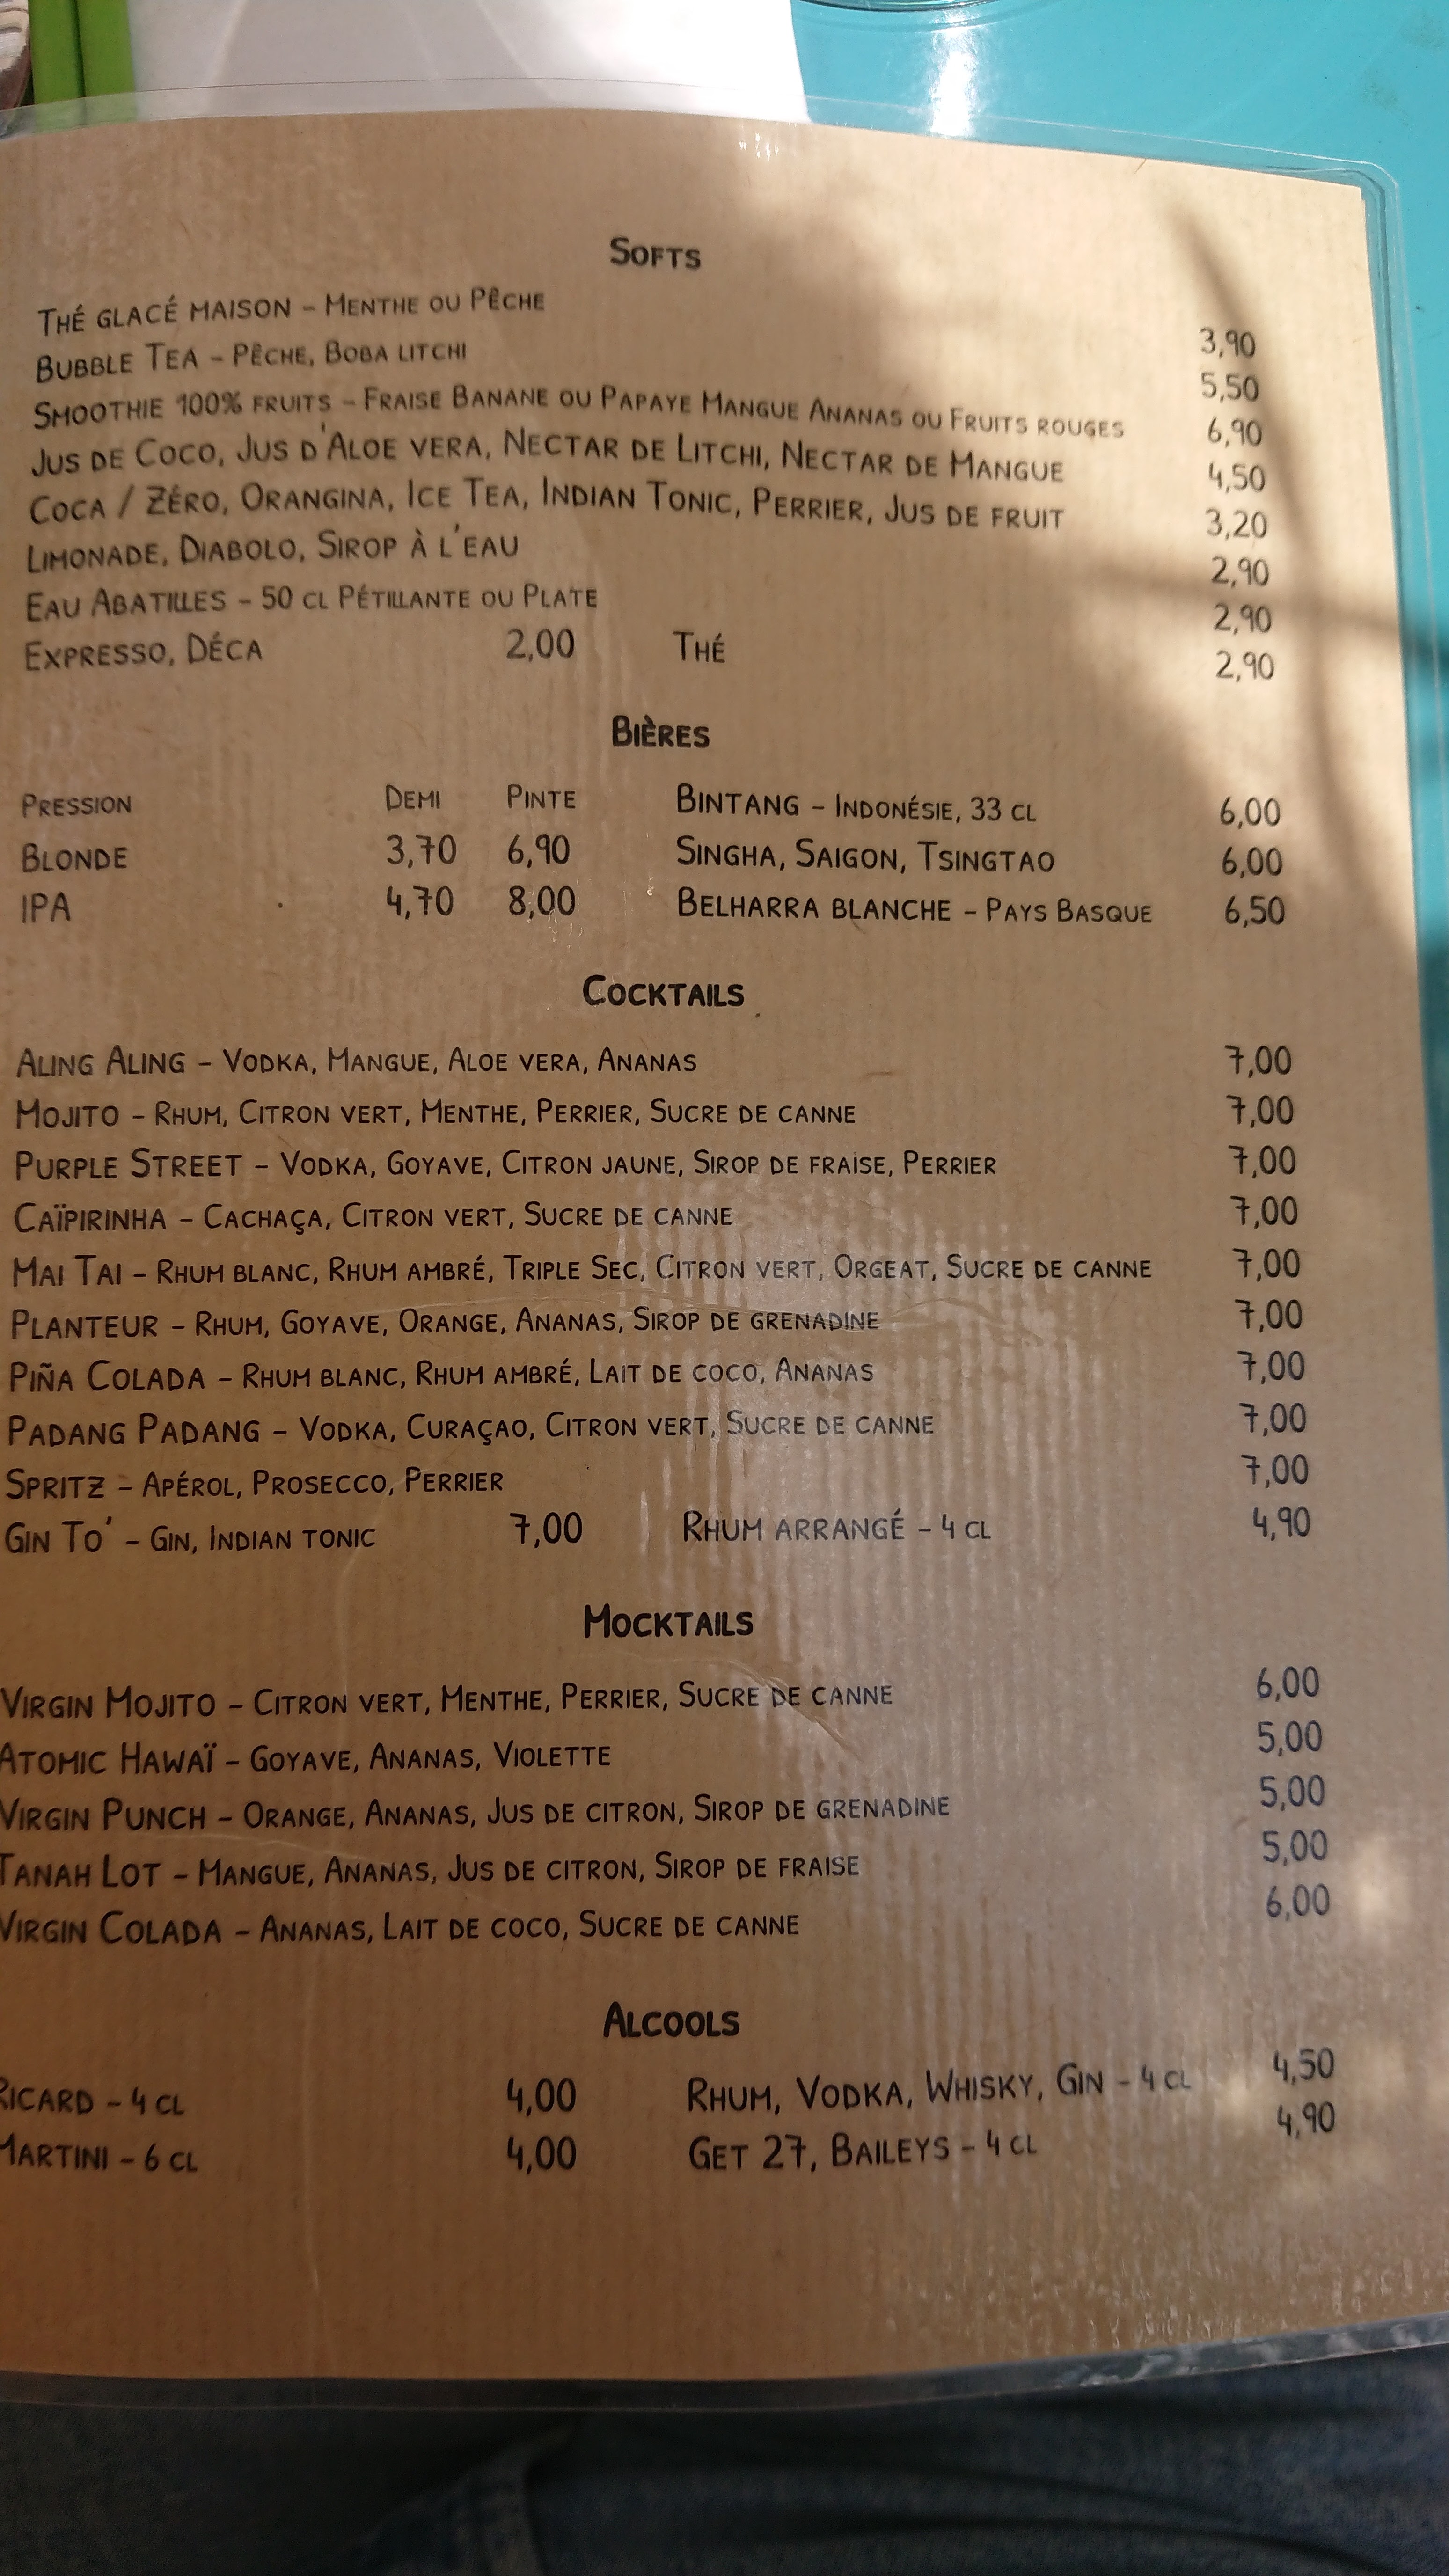 Softs
Thé glacé maison – Menthe ou Pêche 3,90
Bubble Tea – Pêche, Boba litchi 5,50
Smoothie 100% fruits – Fraise Banane ou Papaye Mangue Ananas ou Fruits rouges 6,90
Jus de Coco, Jus d'Aloe vera, Nectar de Litchi, Nectar de Mangue 4,50
Coca / Zéro, Orangina, Ice Tea, Indian Tonic, Perrier, Jus de fruit 3,20
Limonade, Diabolo, Sirop à l'eau 2,90
Eau Abatilles – 50 cl Pétillante ou Plate 2,90
Expresso, Déca 2,00 Thé 2,90
Bières
Pression Demi Pinte Bintang – Indonésie, 33 cl 6,00
Blonde 3,70 6,90 Singha, Saigon, Tsingtao 6,00
IPA 4,70 8,00 Belharra blanche – Pays Basque 6,50
Cocktails
Aling Aling – Vodka, Mangue, Aloe vera, Ananas 7,00
Mojito – Rhum, Citron vert, Menthe, Perrier, Sucre de canne 7,00
Purple Street – Vodka, Goyave, Citron jaune, Sirop de fraise, Perrier 7,00
Caïpirinha – Cachaça, Citron vert, Sucre de canne 7,00
Mai Tai – Rhum blanc, Rhum ambré, Triple Sec, Citron vert, Orgeat, Sucre de canne 7,00
Planteur – Rhum, Goyave, Orange, Ananas, Sirop de grenadine 7,00
Piña Colada – Rhum blanc, Rhum ambré, Lait de coco, Ananas 7,00
Padang Padang – Vodka, Curaçao, Citron vert, Sucre de canne 7,00
Spritz – Apérol, Prosecco, Perrier 7,00
Gin To' – Gin, Indian tonic 7,00 Rhum arrangé – 4 cl 4,90
Mocktails
Virgin Mojito – Citron vert, Menthe, Perrier, Sucre de canne 6,00
Atomic Hawaï – Goyave, Ananas, Violette 5,00
Virgin Punch – Orange, Ananas, Jus de citron, Sirop de grenadine 5,00
Tanah Lot – Mangue, Ananas, Jus de citron, Sirop de fraise 5,00
Virgin Colada – Ananas, Lait de coco, Sucre de canne 6,00
Alcools
Ricard – 4 cl 4,00 Rhum, Vodka, Whisky, Gin – 4 cl 4,50
Martini – 6 cl 4,00 Get 27, Baileys – 4 cl 4,90